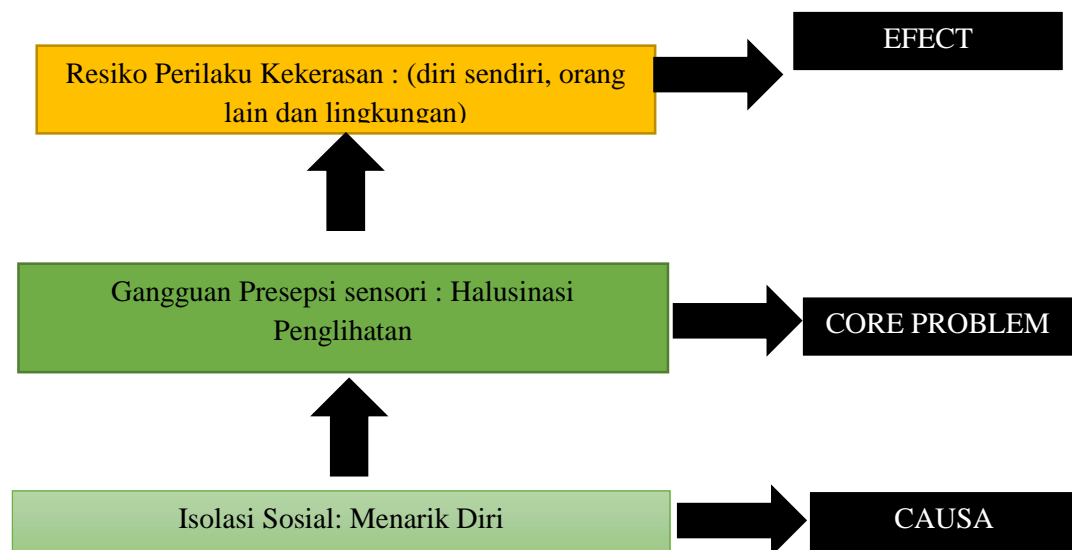 EFECT
Resiko Perilaku Kekerasan : (diri sendiri, orang
lain dan lingkungan)
Gangguan Presepsi sensori : Halusinasi
Penglihatan
CORE PROBLEM
Isolasi Sosial: Menarik Diri
CAUSA